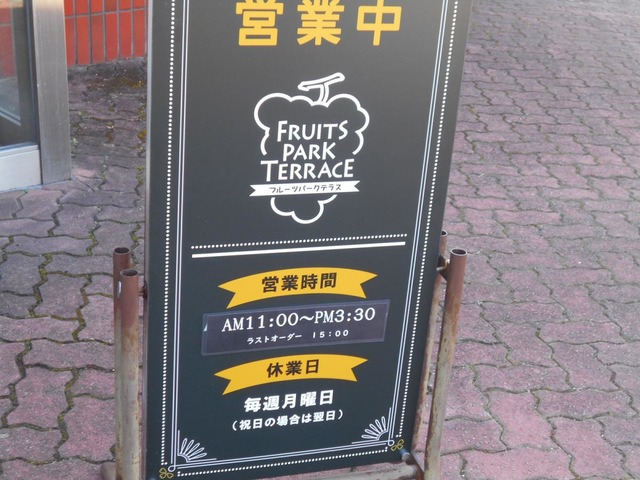 営業中
FRUITS
PARK
TERRACE
フルーツパークテラス
営業時間
AM11:00～PM3:30
ラストオーダー 15:00
休業日
毎週月曜日
(祝日の場合は翌日)